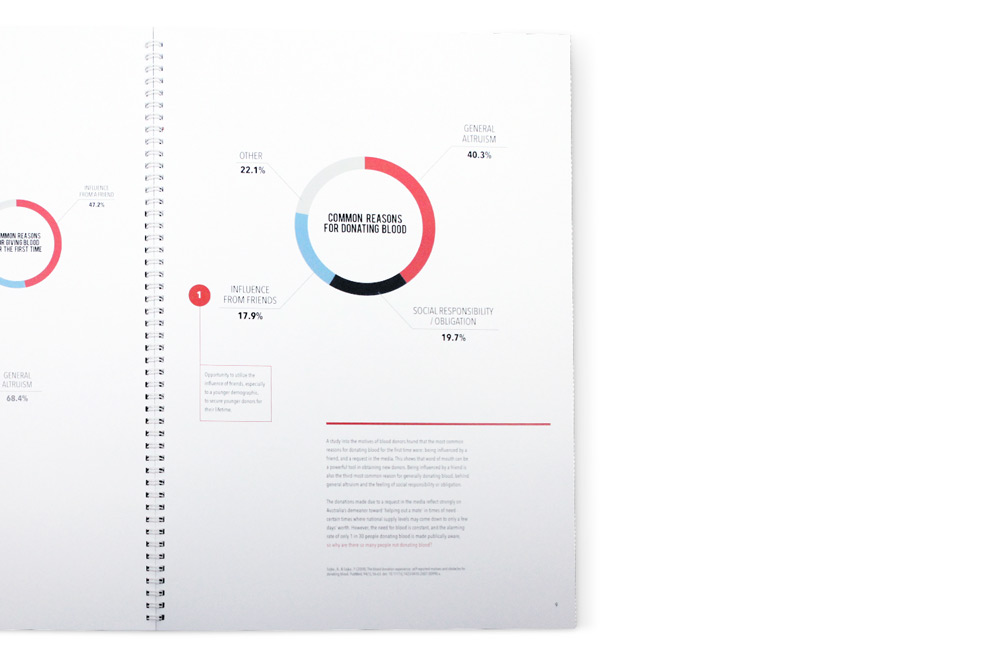 INFLUENCE
FROM A FRIEND
47.2%
MMON REASONS
R GIVING BLOOD
R THE FIRST TIME
GENERAL
ALTRUISM
68.4%
OTHER
22.1%
GENERAL
ALTRUISM
40.3%
COMMON REASONS
FOR DONATING BLOOD
1
INFLUENCE
FROM FRIENDS
17.9%
SOCIAL RESPONSIBILITY
/ OBLIGATION
19.7%
Opportunity to utilise the
influence of friends, especially
to a younger demographic,
to secure younger donors for
their lifetime.
A study into the motives of blood donors found that the most common
reasons for donating blood for the first time were: being influenced by a
friend, and a request in the media. This shows that word of mouth can be
a powerful tool in obtaining new donors. Being influenced by a friend is
also the third most common reason for generally donating blood, behind
general altruism and the feeling of social responsibility or obligation.
The donations made due to a request in the media reflect strongly on
Australia's demeanor toward 'helping out a mate' in times of need:
certain times where national supply levels may come down to only a few
days' worth. However, the need for blood is constant, and the alarming
rate of only 1 in 30 people donating blood is made publically aware,
so why are there so many people not donating blood?